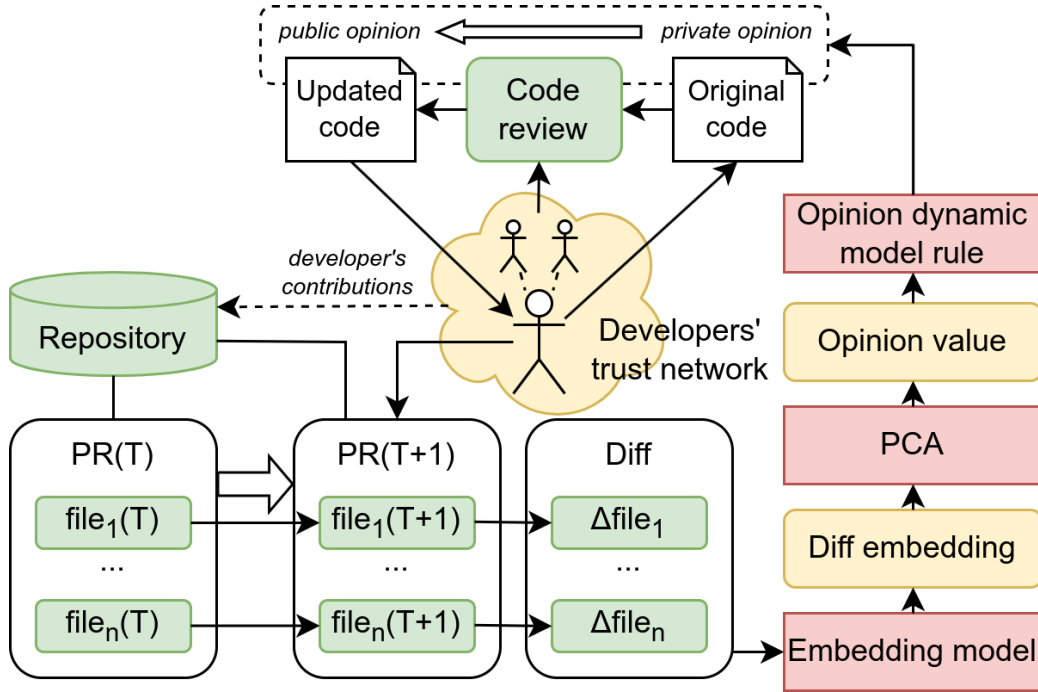 public opinion
private opinion
Updated
code
Code
review
Original
code
Opinion dynamic
model rule
developer's
contributions
Repository
Developers'
trust network
Opinion value
PR(T)
PR(T+1)
Diff
PCA
file₁(T)
file₁(T+1)
Δfile₁
...
...
...
Diff embedding
fileₙ(T)
fileₙ(T+1)
Δfileₙ
Embedding model